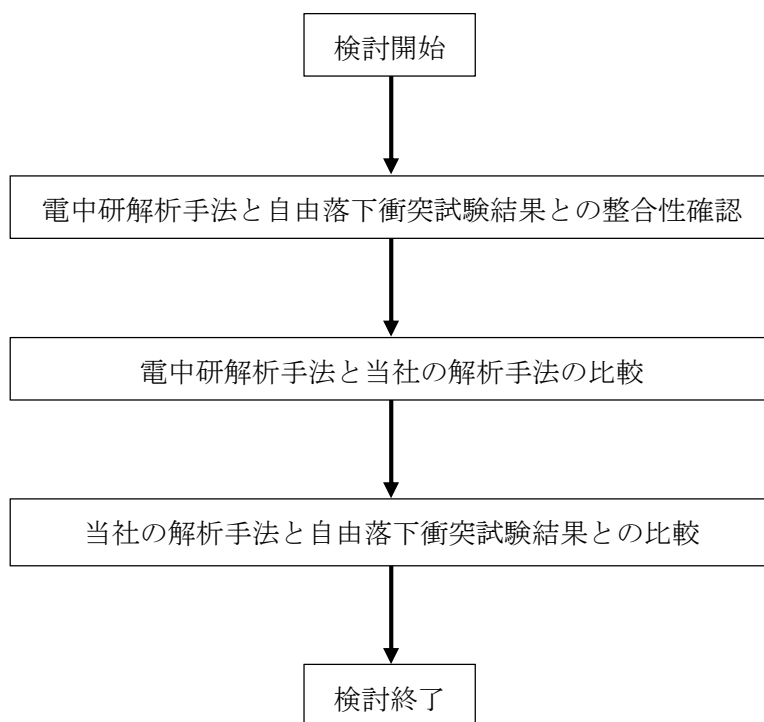 検討開始
電中研解析手法と自由落下衝突試験結果との整合性確認
電中研解析手法と当社の解析手法の比較
当社の解析手法と自由落下衝突試験結果との比較
検討終了